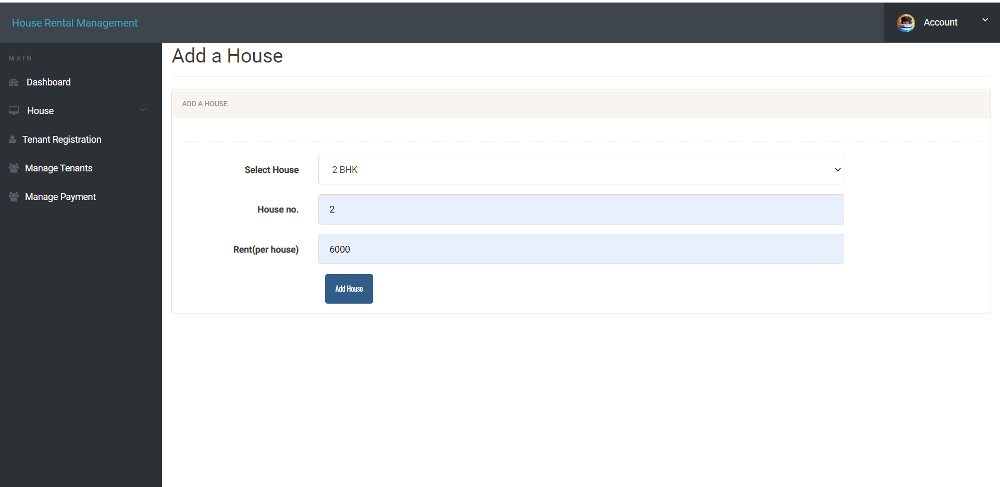 House Rental Management
Account
MAIN
Dashboard
House
Tenant Registration
Manage Tenants
Manage Payment
Add a House
ADD A HOUSE
Select House
2 BHK
House no.
2
Rent(per house)
6000
Add House